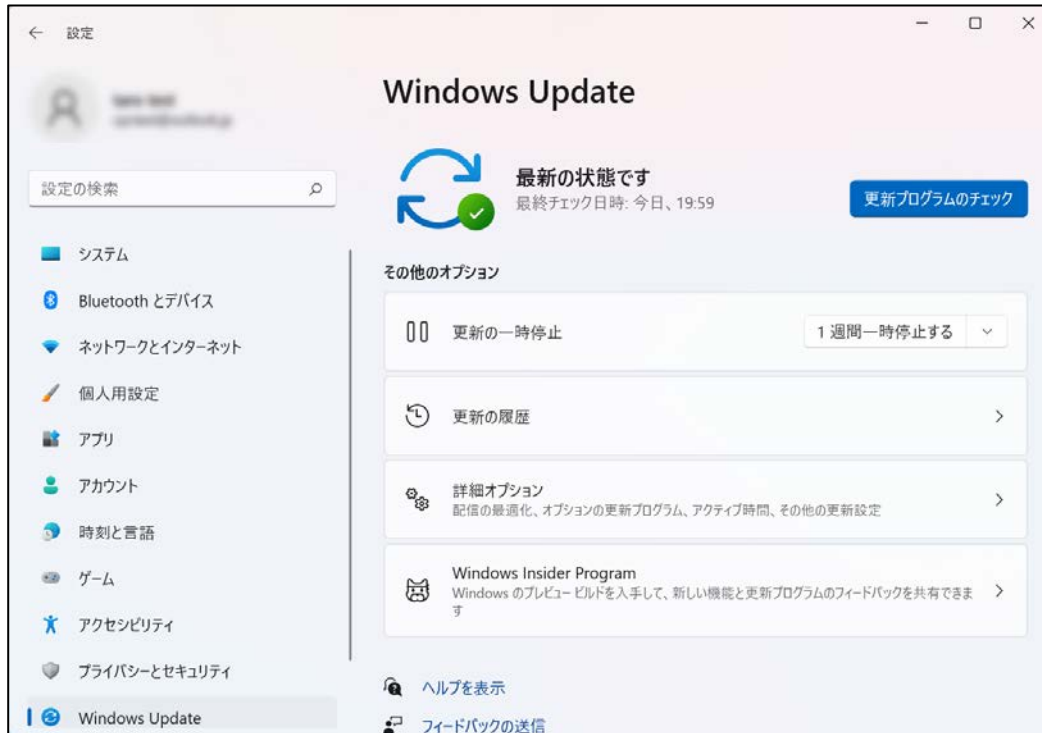 設定
Windows Update
最新の状態です
最終チェック日時: 今日、19:59
更新プログラムのチェック
設定の検索
システム
Bluetooth とデバイス
ネットワークとインターネット
個人用設定
アプリ
アカウント
時刻と言語
ゲーム
アクセシビリティ
プライバシーとセキュリティ
Windows Update
その他のオプション
更新の一時停止
1 週間一時停止する
更新の履歴
詳細オプション
配信の最適化、オプションの更新プログラム、アクティブ時間、その他の更新設定
Windows Insider Program
Windows のプレビュー ビルドを入手して、新しい機能と更新プログラムのフィードバックを共有できま
す
ヘルプを表示
フィードバックの送信